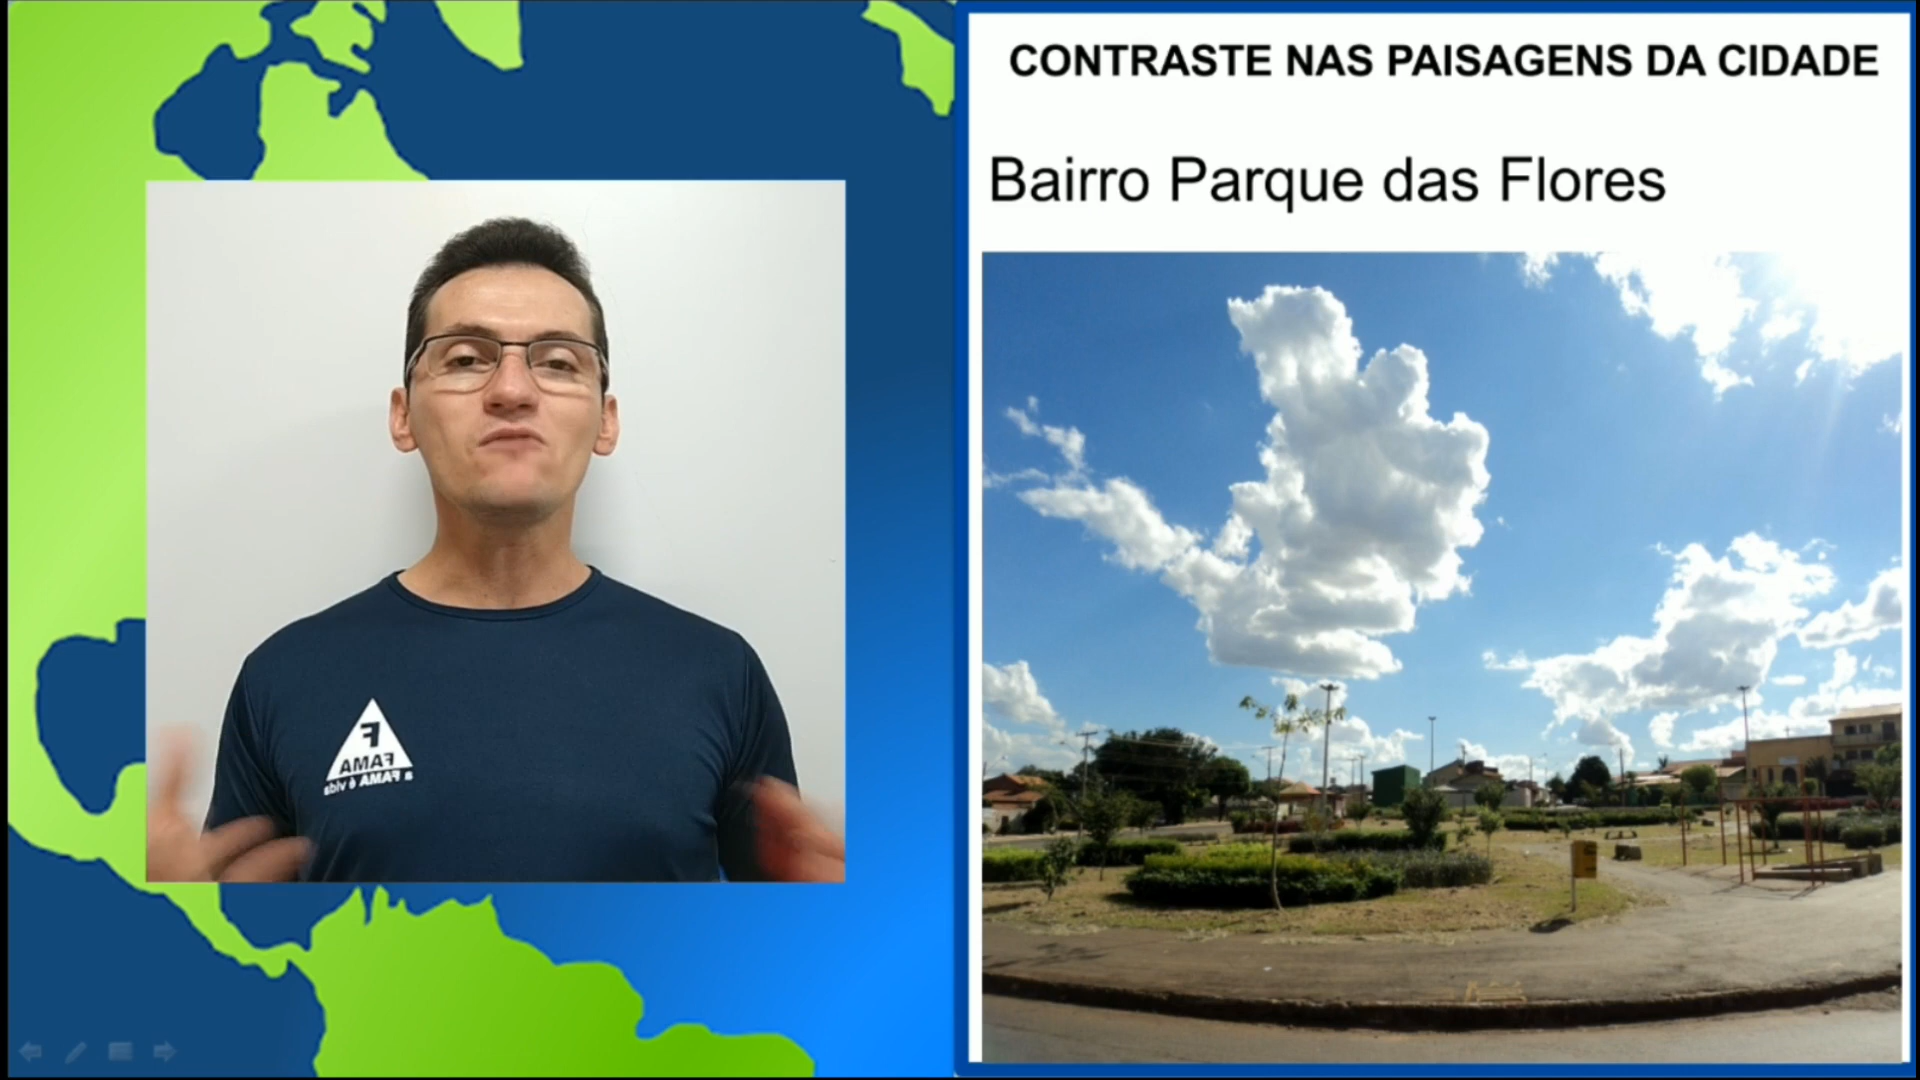 CONTRASTE NAS PAISAGENS DA CIDADE
Bairro Parque das Flores
F
FAMA
a FAMA é vida